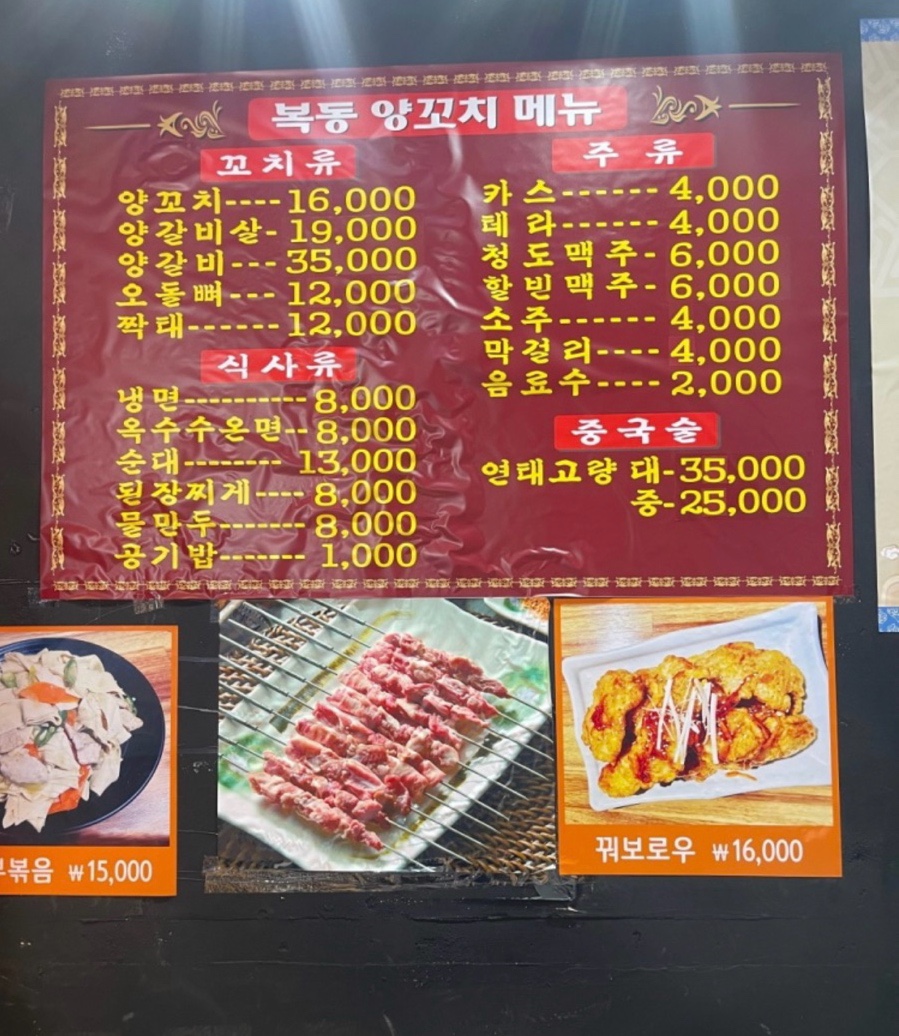 복동 양꼬치 메뉴
꼬치류
양꼬치---- 16,000
양갈비살- 19,000
양갈비--- 35,000
오돌뼈--- 12,000
짝태------ 12,000
식사류
냉면---------- 8,000
옥수수온면-- 8,000
순대-------- 13,000
된장찌게---- 8,000
물만두------- 8,000
공기밥------- 1,000
주 류
카스------ 4,000
테라------ 4,000
청도맥주- 6,000
할빈맥주- 6,000
소주------ 4,000
막걸리---- 4,000
음료수---- 2,000
중국술
연태고량 대-35,000
중-25,000
볶음 ₩15,000
꿔보로우 ₩16,000